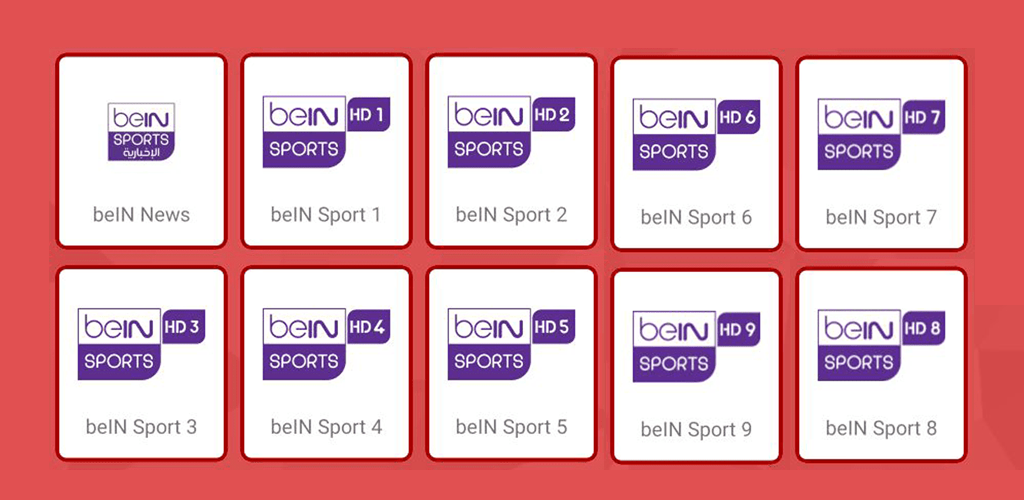 beIN
SPORTS
الإخبارية
beIN News
beIN HD 1
SPORTS
beIN Sport 1
beIN HD 2
SPORTS
beIN Sport 2
beIN HD 6
SPORTS
beIN Sport 6
beIN HD 7
SPORTS
beIN Sport 7
beIN HD 3
SPORTS
beIN Sport 3
beIN HD 4
SPORTS
beIN Sport 4
beIN HD 5
SPORTS
beIN Sport 5
beIN HD 9
SPORTS
beIN Sport 9
beIN HD 8
SPORTS
beIN Sport 8